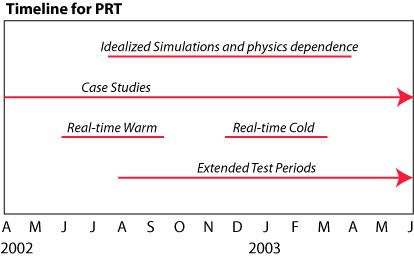 Timeline for PRT
Idealized Simulations and physics dependence
Case Studies
Real-time Warm Real-time Cold
Extended Test Periods
A M J J A S O N D J F M A M J
2002 2003